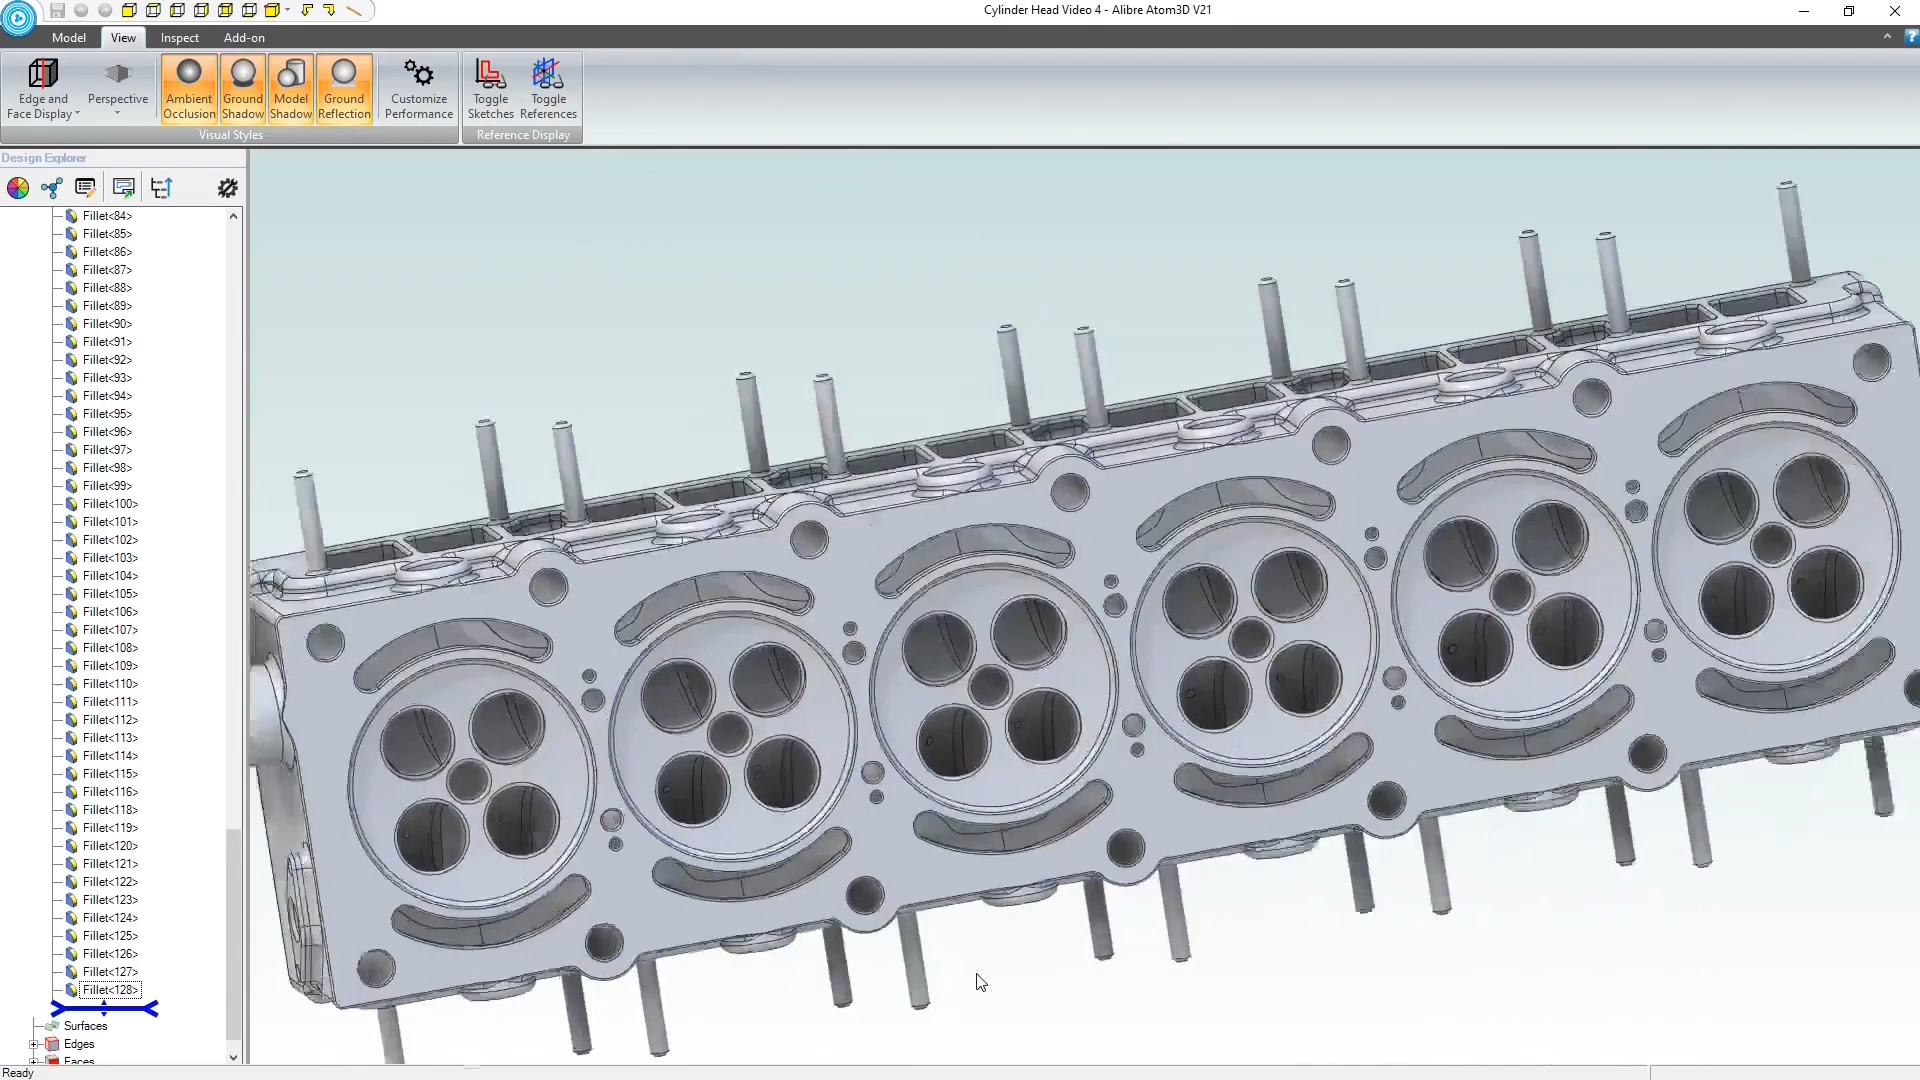 Cylinder Head Video 4 - Alibre Atom3D V21
Model View Inspect Add-on
?
Edge and Face Display
Perspective
Ambient Occlusion
Ground Shadow
Model Shadow
Ground Reflection
Customize Performance
Toggle Sketches
Toggle References
Visual Styles
Reference Display
Design Explorer
Fillet<84>
Fillet<85>
Fillet<86>
Fillet<87>
Fillet<88>
Fillet<89>
Fillet<90>
Fillet<91>
Fillet<92>
Fillet<93>
Fillet<94>
Fillet<95>
Fillet<96>
Fillet<97>
Fillet<98>
Fillet<99>
Fillet<100>
Fillet<101>
Fillet<102>
Fillet<103>
Fillet<104>
Fillet<105>
Fillet<106>
Fillet<107>
Fillet<108>
Fillet<109>
Fillet<110>
Fillet<111>
Fillet<112>
Fillet<113>
Fillet<114>
Fillet<115>
Fillet<116>
Fillet<118>
Fillet<119>
Fillet<120>
Fillet<121>
Fillet<122>
Fillet<123>
Fillet<124>
Fillet<125>
Fillet<126>
Fillet<127>
Fillet<128>
Surfaces
Edges
Faces
Ready